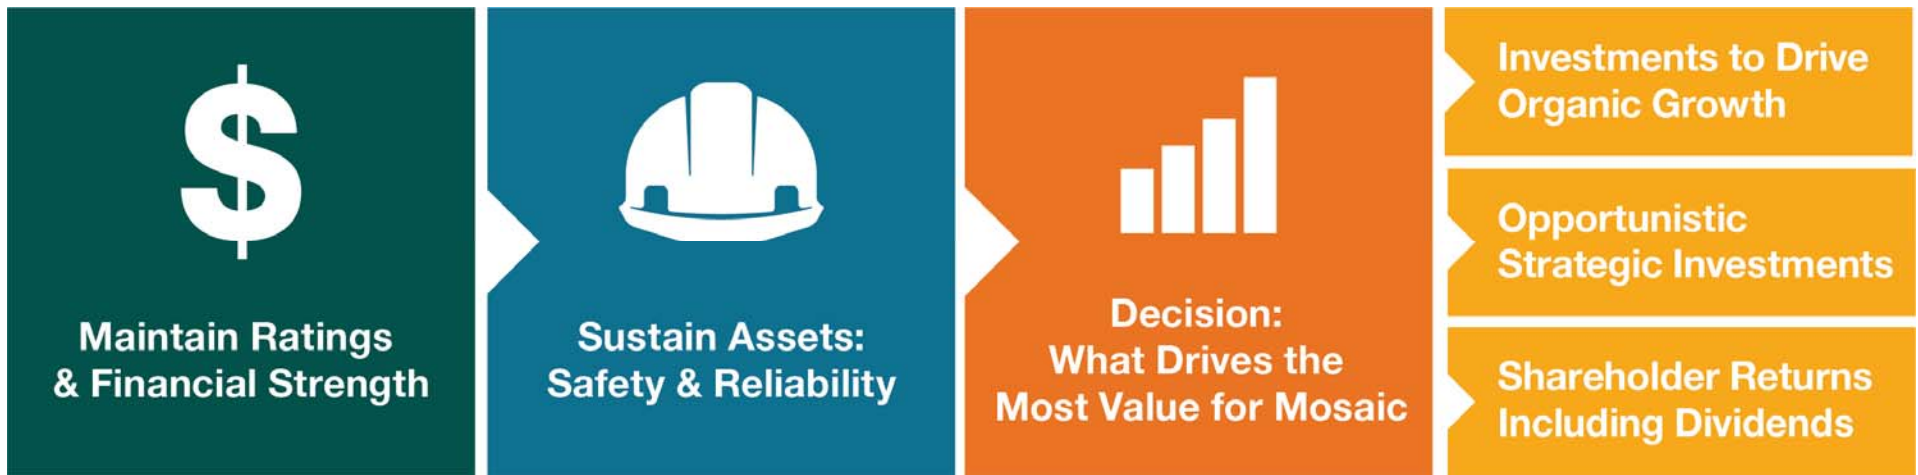 $
Maintain Ratings
& Financial Strength
Sustain Assets:
Safety & Reliability
Decision:
What Drives the
Most Value for Mosaic
Investments to Drive
Organic Growth
Opportunistic
Strategic Investments
Shareholder Returns
Including Dividends